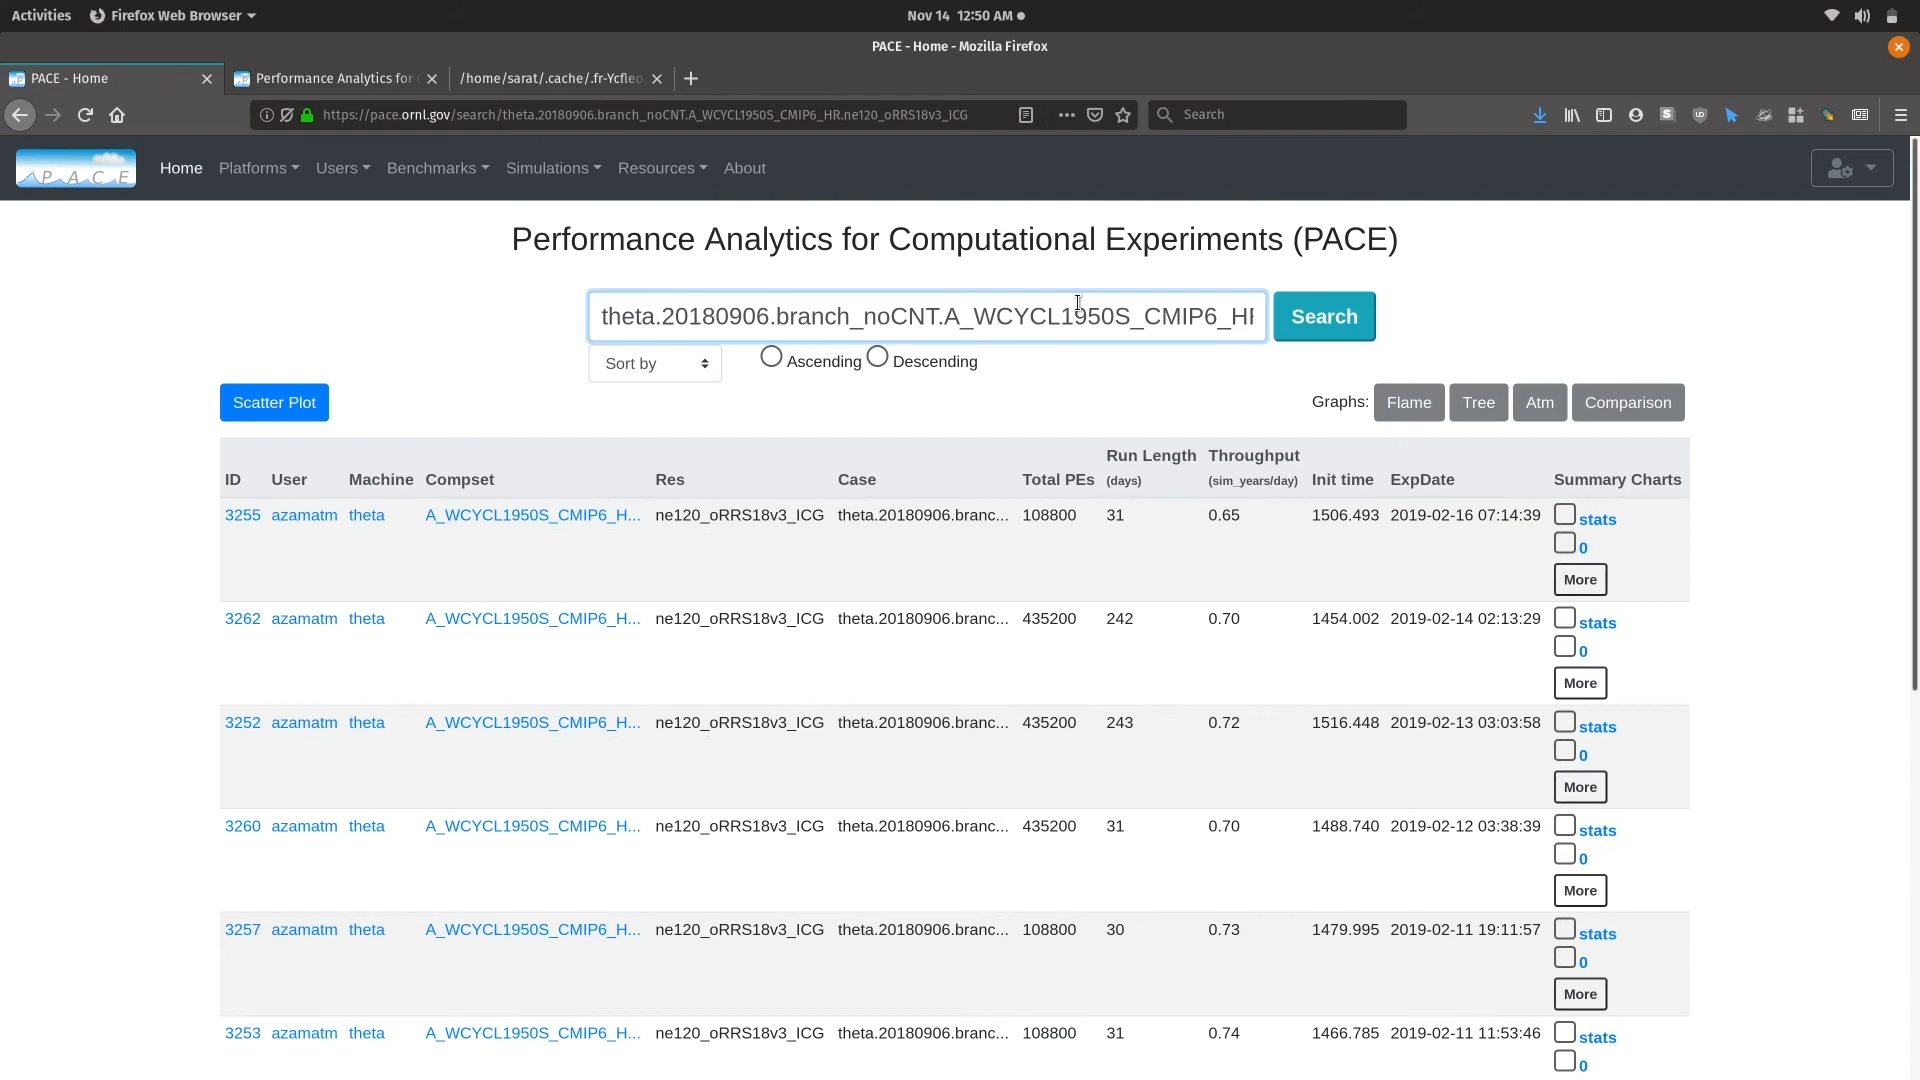 Activities Firefox Web Browser Nov 14 12:50 AM
PACE - Home - Mozilla Firefox
PACE - Home Performance Analytics for /home/sarat/.cache/.fr-Ycfleo
https://pace.ornl.gov/search/theta.20180906.branch_noCNT.A_WCYCL1950S_CMIP6_HR.ne120_oRRS18v3_ICG Search
PACE Home Platforms Users Benchmarks Simulations Resources About
Performance Analytics for Computational Experiments (PACE)
theta.20180906.branch_noCNT.A_WCYCL1950S_CMIP6_HR Search
Sort by Ascending Descending
Scatter Plot Graphs: Flame Tree Atm Comparison
Run Length Throughput
ID User Machine Compset Res Case Total PEs (days) (sim_years/day) Init time ExpDate Summary Charts
3255 azamatm theta A_WCYCL1950S_CMIP6_H... ne120_oRRS18v3_ICG theta.20180906.branc... 108800 31 0.65 1506.493 2019-02-16 07:14:39 stats
0
More
3262 azamatm theta A_WCYCL1950S_CMIP6_H... ne120_oRRS18v3_ICG theta.20180906.branc... 435200 242 0.70 1454.002 2019-02-14 02:13:29 stats
0
More
3252 azamatm theta A_WCYCL1950S_CMIP6_H... ne120_oRRS18v3_ICG theta.20180906.branc... 435200 243 0.72 1516.448 2019-02-13 03:03:58 stats
0
More
3260 azamatm theta A_WCYCL1950S_CMIP6_H... ne120_oRRS18v3_ICG theta.20180906.branc... 435200 31 0.70 1488.740 2019-02-12 03:38:39 stats
0
More
3257 azamatm theta A_WCYCL1950S_CMIP6_H... ne120_oRRS18v3_ICG theta.20180906.branc... 108800 30 0.73 1479.995 2019-02-11 19:11:57 stats
0
More
3253 azamatm theta A_WCYCL1950S_CMIP6_H... ne120_oRRS18v3_ICG theta.20180906.branc... 108800 31 0.74 1466.785 2019-02-11 11:53:46 stats
0